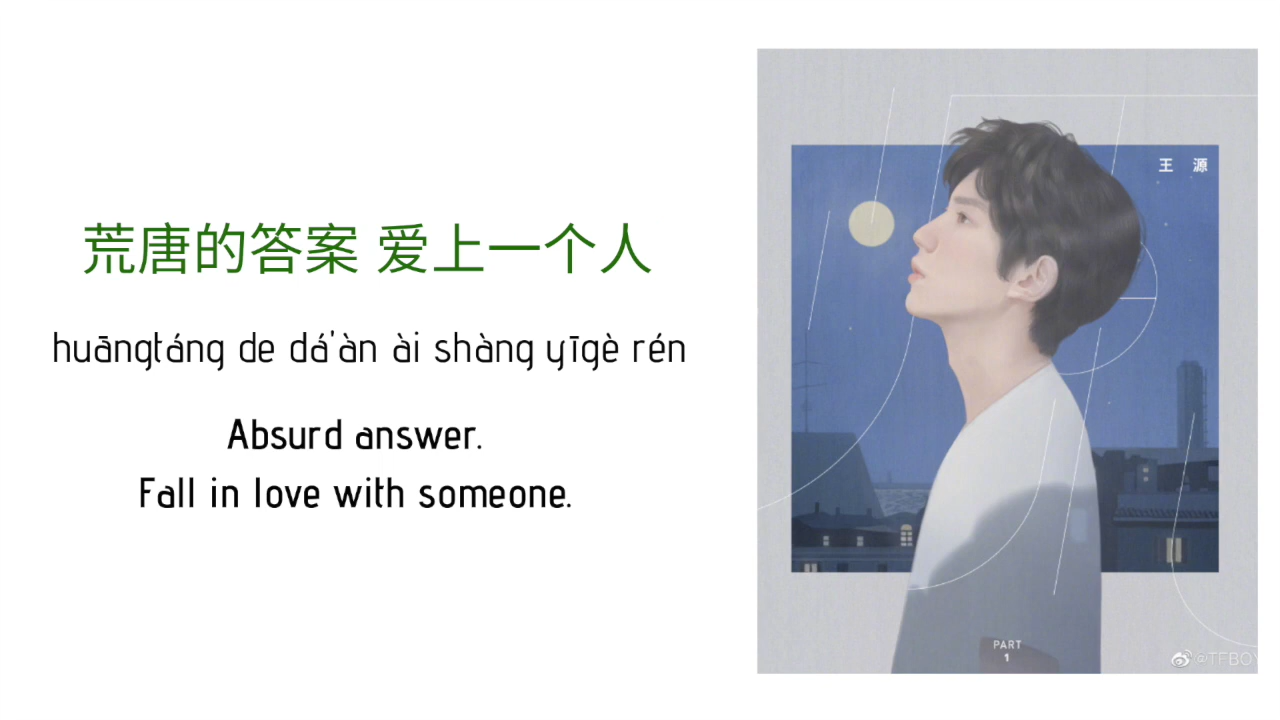 荒唐的答案 爱上一个人
huāngtáng de dá'àn ài shàng yīgè rén
Absurd answer.
Fall in love with someone.
王 源
PART
1
@TFBOY